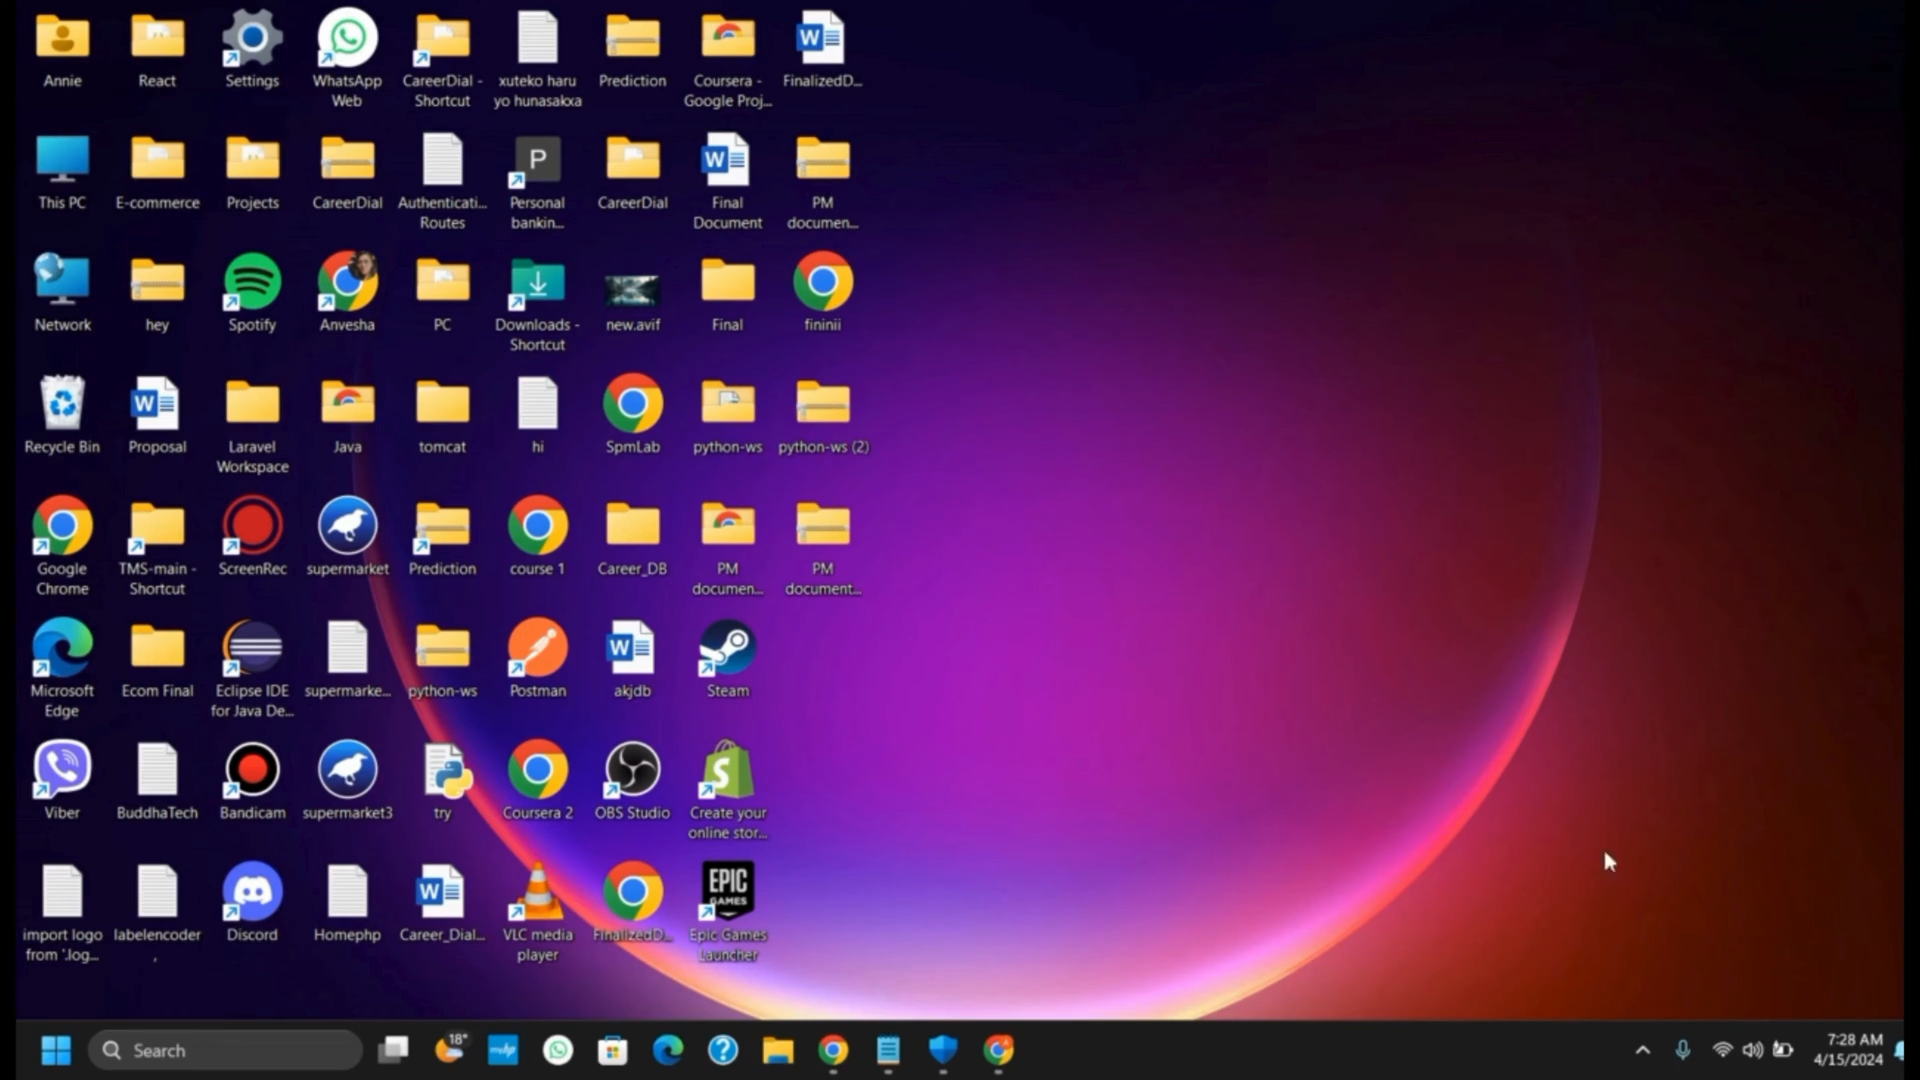 Annie
React
Settings
WhatsApp
Web
CareerDial -
Shortcut
xuteko haru
yo hunasakxa
Prediction
Coursera -
Google Proj...
FinalizedD...
This PC
E-commerce
Projects
CareerDial
Authenticati...
Routes
P
Personal
bankin...
CareerDial
Final
Document
PM
documen...
Network
hey
Spotify
Anvesha
PC
Downloads -
Shortcut
new.avif
Final
fininii
Recycle Bin
Proposal
Laravel
Workspace
Java
tomcat
hi
SpmLab
python-ws
python-ws (2)
Google
Chrome
TMS-main -
Shortcut
ScreenRec
supermarket
Prediction
course 1
Career_DB
PM
documen...
PM
document...
Microsoft
Edge
Ecom Final
Eclipse IDE
for Java De...
supermarke...
python-ws
Postman
akjdb
Steam
Viber
BuddhaTech
Bandicam
supermarket3
try
Coursera 2
OBS Studio
Create your
online stor...
import logo
from '.log...
labelencoder
,
Discord
Homephp
Career_Dial...
VLC media
player
FinalizedD...
EPIC
GAMES
Epic Games
Launcher
Search
18°
7:28 AM
4/15/2024